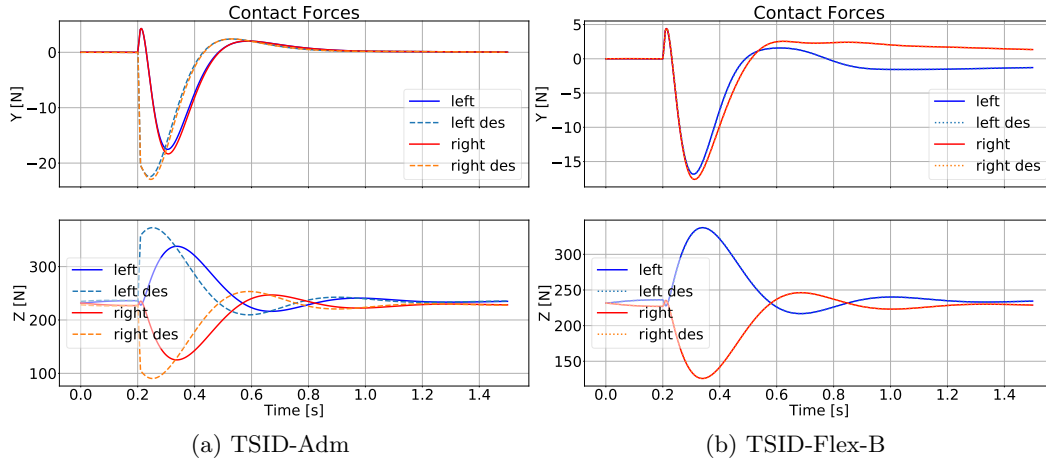 Contact Forces
0
−10
−20
Y [N]
left
left des
right
right des
300
200
100
Z [N]
left
left des
right
right des
0.0 0.2 0.4 0.6 0.8 1.0 1.2 1.4
Time [s]
(a) TSID-Adm
Contact Forces
5
0
−5
−10
−15
Y [N]
left
left des
right
right des
300
250
200
150
Z [N]
left
left des
right
right des
0.0 0.2 0.4 0.6 0.8 1.0 1.2 1.4
Time [s]
(b) TSID-Flex-B